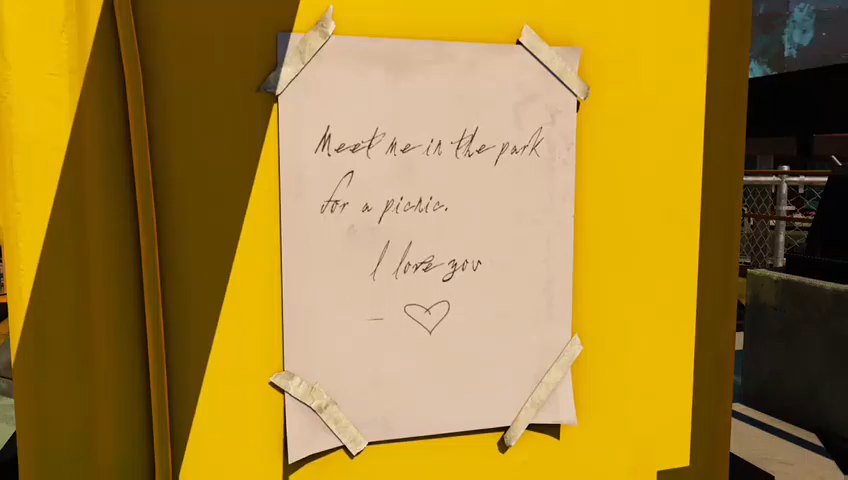 Meet me in the park
for a picnic.
I love you
– ♡